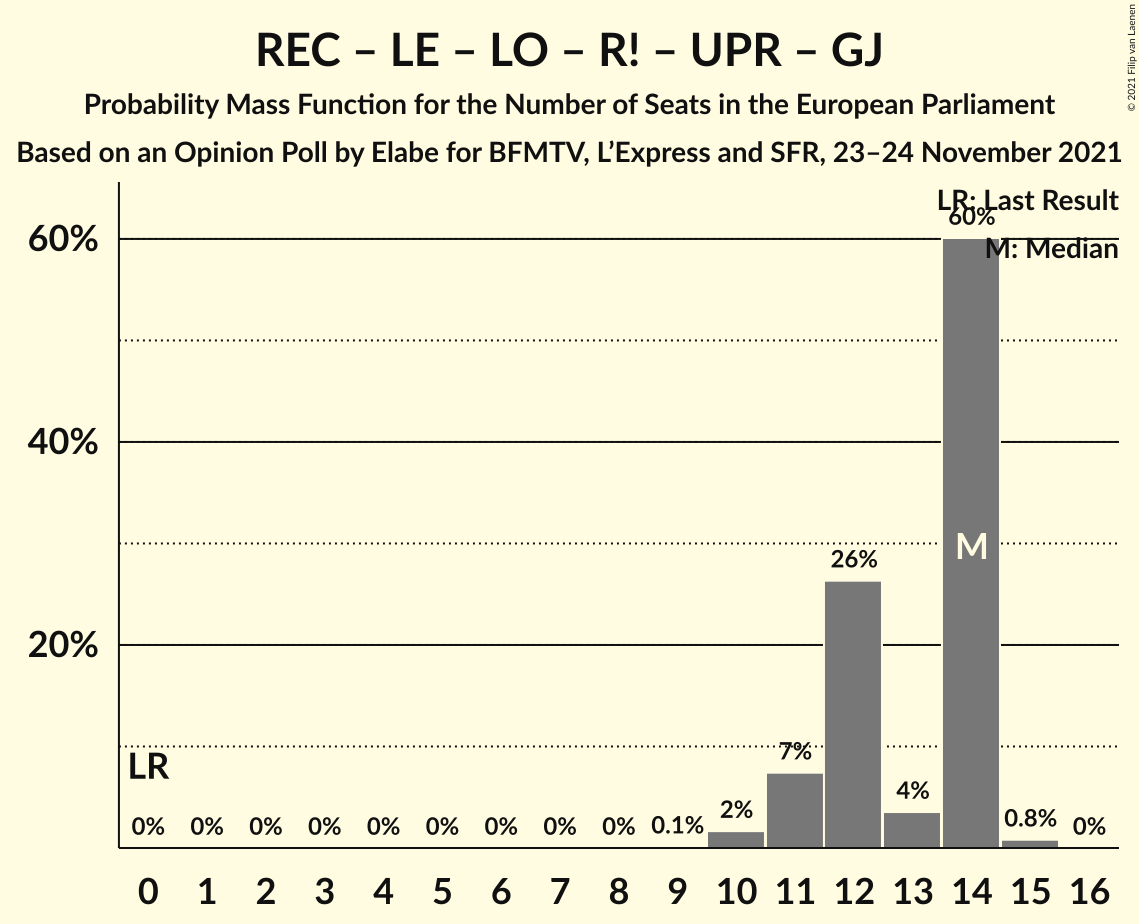 REC – LE – LO – R! – UPR – GJ
Probability Mass Function for the Number of Seats in the European Parliament
Based on an Opinion Poll by Elabe for BFMTV, L’Express and SFR, 23–24 November 2021
© 2021 Filip van Laenen
LR: Last Result
M: Median
60%
40%
20%
LR
M
0% 0% 0% 0% 0% 0% 0% 0% 0% 0.1% 2% 7% 26% 4% 60% 0.8% 0%
0 1 2 3 4 5 6 7 8 9 10 11 12 13 14 15 16